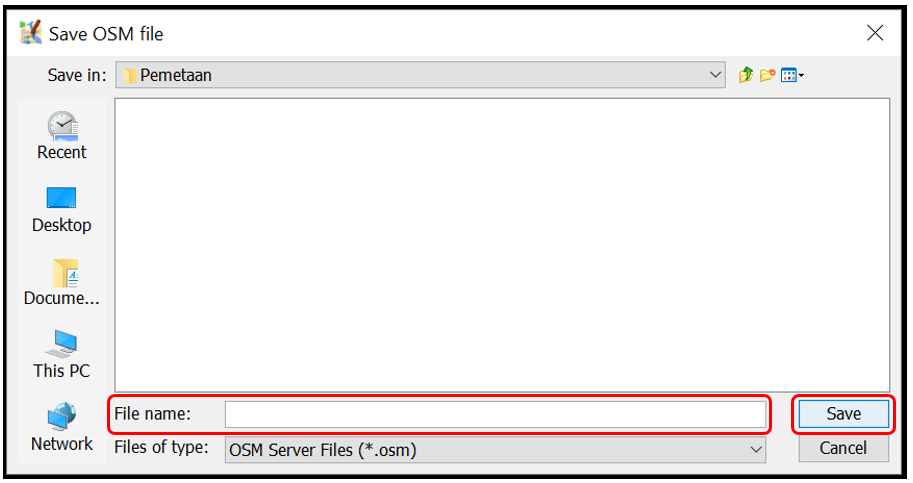 Save OSM file
Save in: Pemetaan
Recent
Desktop
Docume...
This PC
Network
File name: Save
Files of type: OSM Server Files (*.osm) Cancel